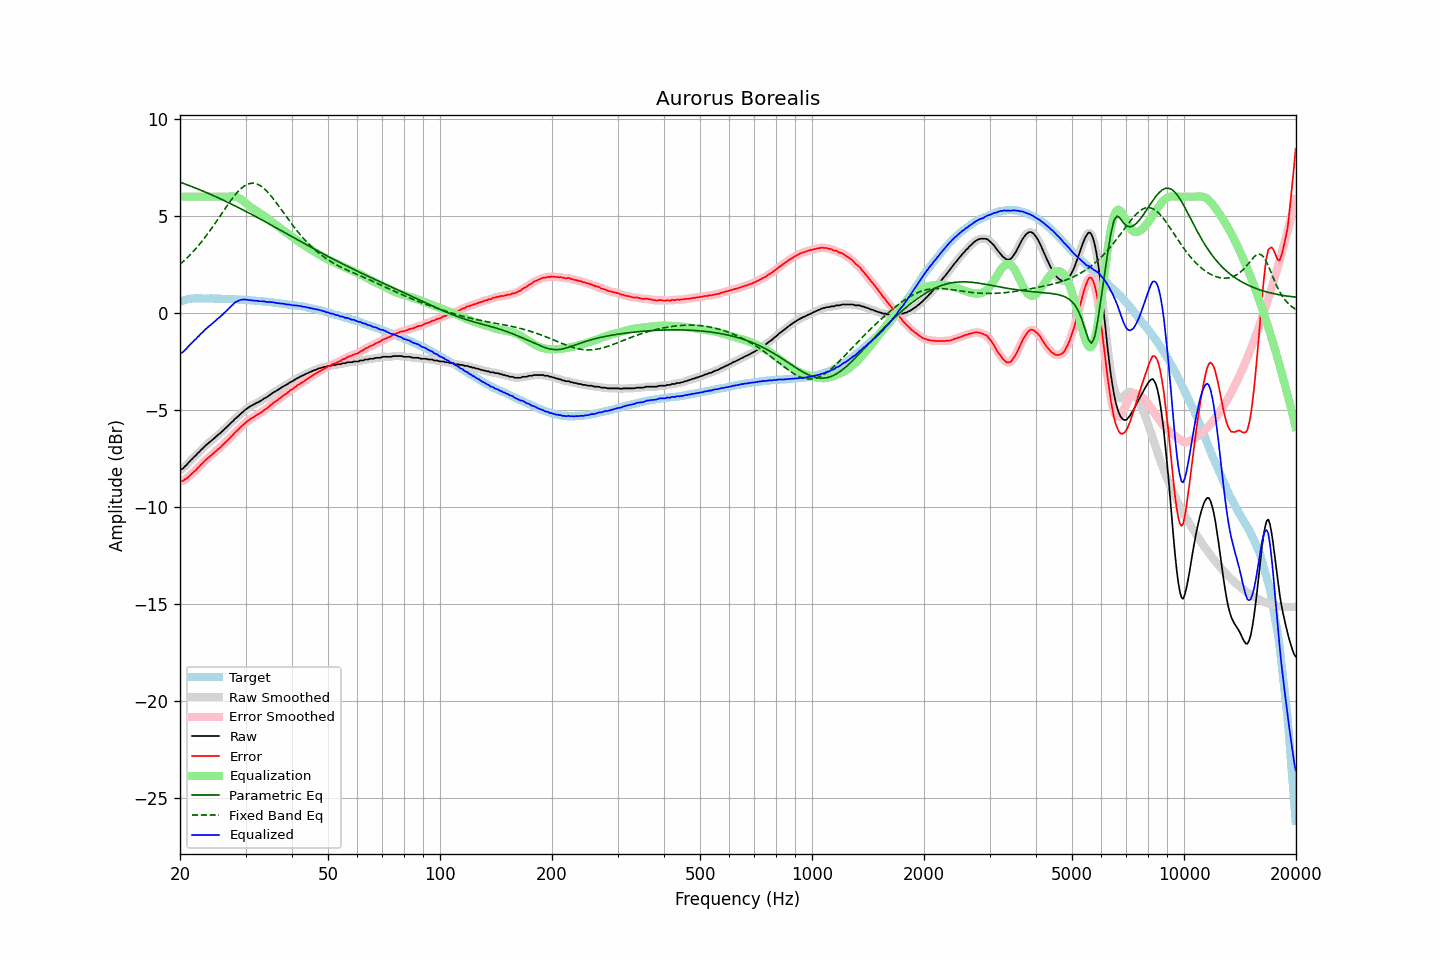 Aurorus Borealis
10
5
0
−5
−10
−15
−20
−25
Amplitude (dBr)
Target
Raw Smoothed
Error Smoothed
Raw
Error
Equalization
Parametric Eq
Fixed Band Eq
Equalized
20 50 100 200 500 1000 2000 5000 10000 20000
Frequency (Hz)